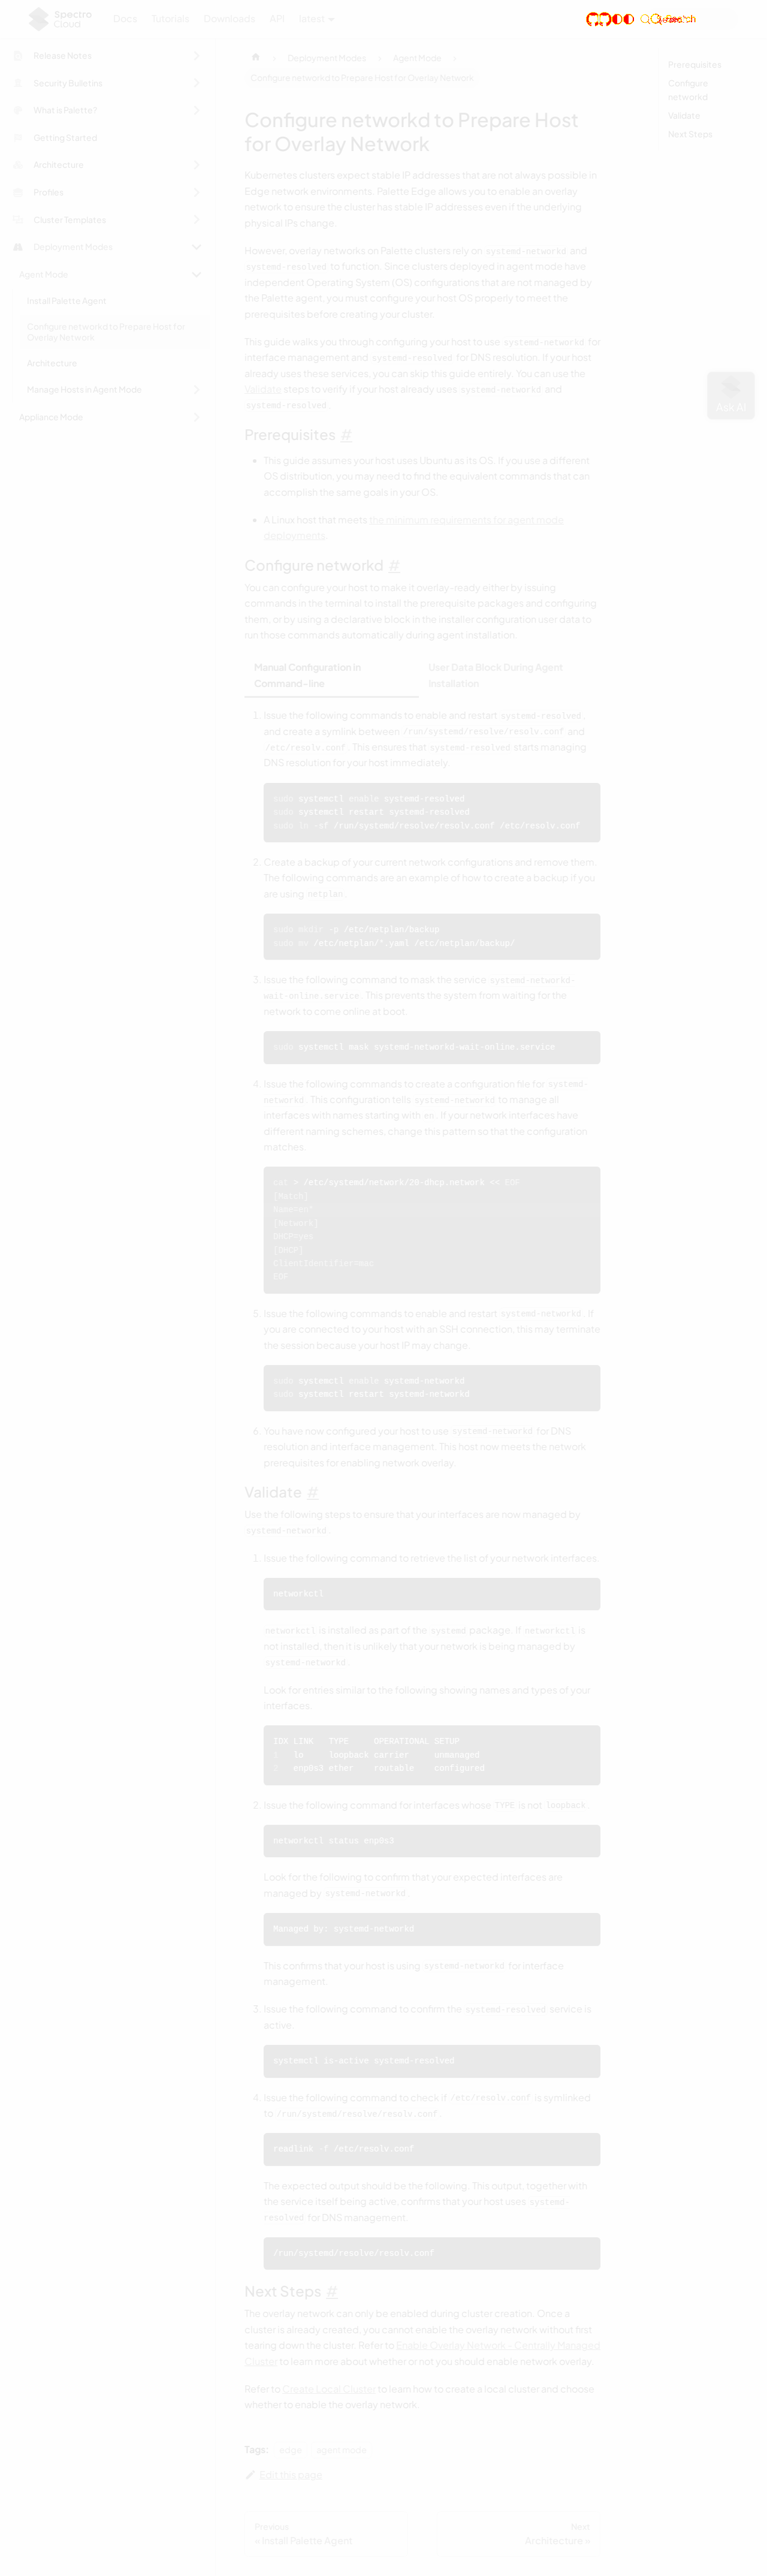 Spectro
Cloud
Docs
Tutorials
Downloads
API
latest
Release Notes
Security Bulletins
What is Palette?
Getting Started
Architecture
Profiles
Cluster Templates
Deployment Modes
Agent Mode
Install Palette Agent
Configure networkd to Prepare Host for
Overlay Network
Architecture
Manage Hosts in Agent Mode
Appliance Mode
Deployment Modes
Agent Mode
Configure networkd to Prepare Host for Overlay Network
Configure networkd to Prepare Host
for Overlay Network
Kubernetes clusters expect stable IP addresses that are not always possible in
Edge network environments. Palette Edge allows you to enable an overlay
network to ensure the cluster has stable IP addresses even if the underlying
physical IPs change.
However, overlay networks on Palette clusters rely on systemd-networkd and
systemd-resolved to function. Since clusters deployed in agent mode have
independent Operating System (OS) configurations that are not managed by
the Palette agent, you must configure your host OS properly to meet the
prerequisites before creating your cluster.
This guide walks you through configuring your host to use systemd-networkd for
interface management and systemd-resolved for DNS resolution. If your host
already uses these services, you can skip this guide entirely. You can use the
Validate steps to verify if your host already uses systemd-networkd and
systemd-resolved.
Prerequisites #
• This guide assumes your host uses Ubuntu as its OS. If you use a different
OS distribution, you may need to find the equivalent commands that can
accomplish the same goals in your OS.
• A Linux host that meets the minimum requirements for agent mode
deployments.
Configure networkd #
You can configure your host to make it overlay-ready either by issuing
commands in the terminal to install the prerequisite packages and configuring
them, or by using a declarative block in the installer configuration user data to
run those commands automatically during agent installation.
Manual Configuration in
Command-line
User Data Block During Agent
Installation
1. Issue the following commands to enable and restart systemd-resolved,
and create a symlink between /run/systemd/resolve/resolv.conf and
/etc/resolv.conf. This ensures that systemd-resolved starts managing
DNS resolution for your host immediately.
sudo systemctl enable systemd-resolved
sudo systemctl restart systemd-resolved
sudo ln -sf /run/systemd/resolve/resolv.conf /etc/resolv.conf
2. Create a backup of your current network configurations and remove them.
The following commands are an example of how to create a backup if you
are using netplan.
sudo mkdir -p /etc/netplan/backup
sudo mv /etc/netplan/*.yaml /etc/netplan/backup/
3. Issue the following command to mask the service systemd-networkd-
wait-online.service. This prevents the system from waiting for the
network to come online at boot.
sudo systemctl mask systemd-networkd-wait-online.service
4. Issue the following commands to create a configuration file for systemd-
networkd. This configuration tells systemd-networkd to manage all
interfaces with names starting with en. If your network interfaces have
different naming schemes, change this pattern so that the configuration
matches.
cat > /etc/systemd/network/20-dhcp.network << EOF
[Match]
Name=en*
[Network]
DHCP=yes
[DHCP]
ClientIdentifier=mac
EOF
5. Issue the following commands to enable and restart systemd-networkd. If
you are connected to your host with an SSH connection, this may terminate
the session because your host IP may change.
sudo systemctl enable systemd-networkd
sudo systemctl restart systemd-networkd
6. You have now configured your host to use systemd-networkd for DNS
resolution and interface management. This host now meets the network
prerequisites for enabling network overlay.
Validate #
Use the following steps to ensure that your interfaces are now managed by
systemd-networkd.
1. Issue the following command to retrieve the list of your network interfaces.
networkctl
networkctl is installed as part of the systemd package. If networkctl is
not installed, then it is unlikely that your network is being managed by
systemd-networkd.
Look for entries similar to the following showing names and types of your
interfaces.
IDX LINK TYPE OPERATIONAL SETUP
1 lo loopback carrier unmanaged
2 enp0s3 ether routable configured
2. Issue the following command for interfaces whose TYPE is not loopback.
networkctl status enp0s3
Look for the following to confirm that your expected interfaces are
managed by systemd-networkd.
Managed by: systemd-networkd
This confirms that your host is using systemd-networkd for interface
management.
3. Issue the following command to confirm the systemd-resolved service is
active.
systemctl is-active systemd-resolved
4. Issue the following command to check if /etc/resolv.conf is symlinked
to /run/systemd/resolve/resolv.conf.
readlink -f /etc/resolv.conf
The expected output should be the following. This output, together with
the service itself being active, confirms that your host uses systemd-
resolved for DNS management.
/run/systemd/resolve/resolv.conf
Next Steps #
The overlay network can only be enabled during cluster creation. Once a
cluster is already created, you cannot enable the overlay network without first
tearing down the cluster. Refer to Enable Overlay Network - Centrally Managed
Cluster to learn more about whether or not you should enable network overlay.
Refer to Create Local Cluster to learn how to create a local cluster and choose
whether to enable the overlay network.
Tags: edge agent mode
Edit this page
Previous
« Install Palette Agent
Next
Architecture »
Prerequisites
Configure
networkd
Validate
Next Steps
Ask AI